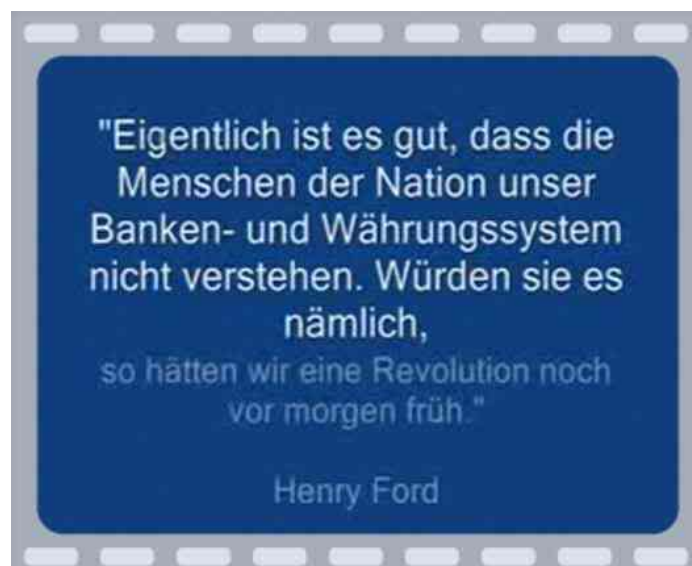 "Eigentlich ist es gut, dass die
Menschen der Nation unser
Banken- und Währungssystem
nicht verstehen. Würden sie es
nämlich,
so hätten wir eine Revolution noch
vor morgen früh."
Henry Ford